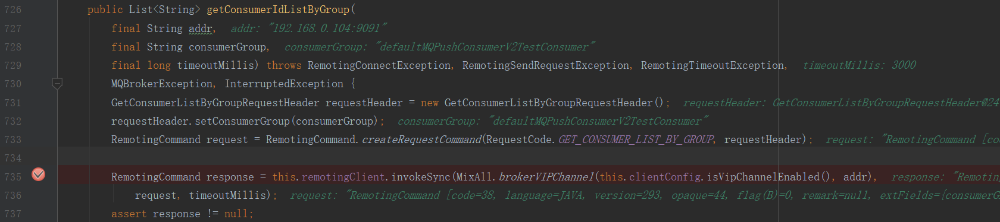 726 public List<String> getConsumerIdListByGroup(
727 final String addr, addr: "192.168.0.104:9091"
728 final String consumerGroup, consumerGroup: "defaultMQPushConsumerV2TestConsumer"
729 final long timeoutMillis) throws RemotingConnectException, RemotingSendRequestException, RemotingTimeoutException, timeoutMillis: 3000
730 MQBrokerException, InterruptedException {
731 GetConsumerListByGroupRequestHeader requestHeader = new GetConsumerListByGroupRequestHeader(); requestHeader: GetConsumerListByGroupRequestHeader@24
732 requestHeader.setConsumerGroup(consumerGroup); consumerGroup: "defaultMQPushConsumerV2TestConsumer"
733 RemotingCommand request = RemotingCommand.createRequestCommand(RequestCode.GET_CONSUMER_LIST_BY_GROUP, requestHeader); request: "RemotingCommand [co
734
735 RemotingCommand response = this.remotingClient.invokeSync(MixAll.brokerVIPChannel(this.clientConfig.isVipChannelEnabled(), addr), response: "Remoting
736 request, timeoutMillis); request: "RemotingCommand [code=38, language=JAVA, version=293, opaque=44, flag(B)=0, remark=null, extFields={consumerG
737 assert response != null;